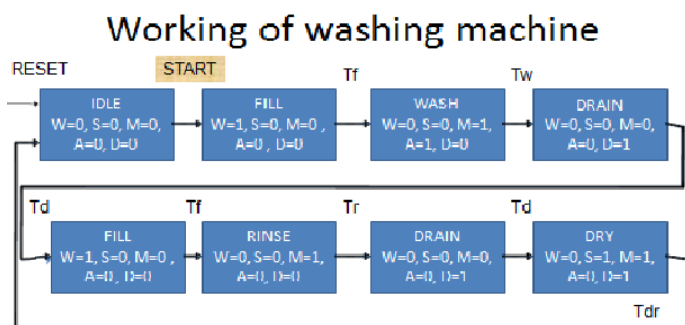 Working of washing machine
RESET
START
Tf
Tw
IDLE
W=0, S=0, M=0,
A=0, D=0
FILL
W=1, S=0, M=0 ,
A=0 , D=0
WASH
W=0, S=0, M=1,
A=1, D=0
DRAIN
W=0, S=0, M=0,
A=0, D=1
Td
Tf
Tr
Td
FILL
W=1, S=0, M=0 ,
A=0, D=0
RINSE
W=0, S=0, M=1,
A=0, D=0
DRAIN
W=0, S=0, M=0,
A=0, D=1
DRY
W=0, S=1, M=1,
A=0, D=1
Tdr